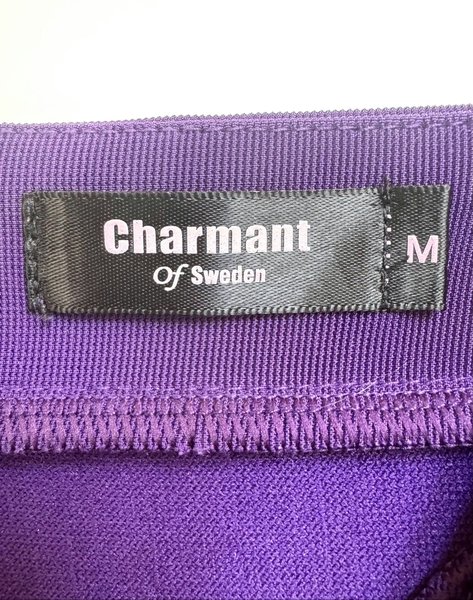 Charmant
Of Sweden
M